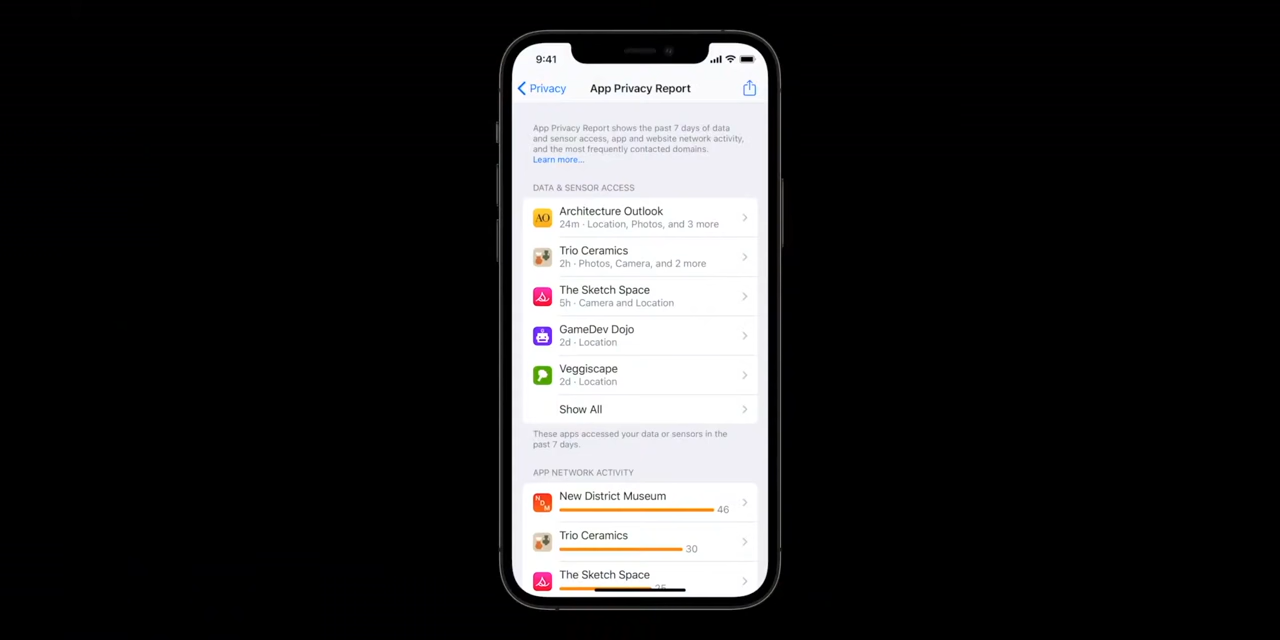 9:41
Privacy
App Privacy Report
App Privacy Report shows the past 7 days of data
and sensor access, app and website network activity,
and the most frequently contacted domains.
Learn more...
DATA & SENSOR ACCESS
AO
Architecture Outlook
24m · Location, Photos, and 3 more
Trio Ceramics
2h · Photos, Camera, and 2 more
The Sketch Space
5h · Camera and Location
GameDev Dojo
2d · Location
Veggiscape
2d · Location
Show All
These apps accessed your data or sensors in the
past 7 days.
APP NETWORK ACTIVITY
NDM
New District Museum
46
Trio Ceramics
30
The Sketch Space
25